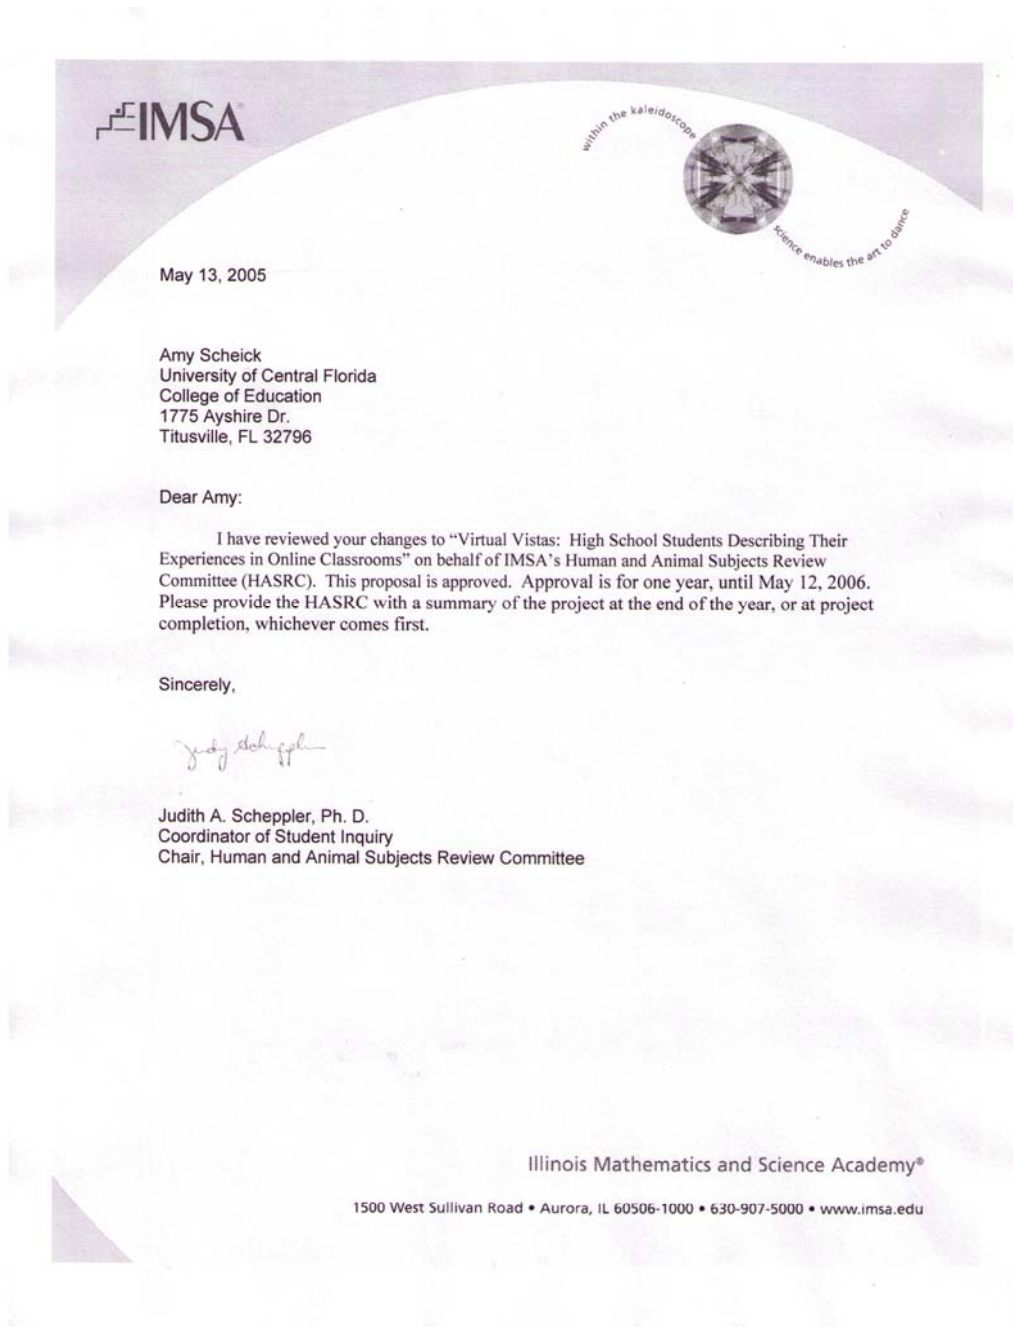 IMSA
within the kaleidoscope
science enables the art to dance
May 13, 2005
Amy Scheick
University of Central Florida
College of Education
1775 Ayshire Dr.
Titusville, FL 32796
Dear Amy:
I have reviewed your changes to “Virtual Vistas:  High School Students Describing Their
Experiences in Online Classrooms” on behalf of IMSA’s Human and Animal Subjects Review
Committee (HASRC).  This proposal is approved.  Approval is for one year, until May 12, 2006.
Please provide the HASRC with a summary of the project at the end of the year, or at project
completion, whichever comes first.
Sincerely,
Judy Scheppler
Judith A. Scheppler, Ph. D.
Coordinator of Student Inquiry
Chair, Human and Animal Subjects Review Committee
Illinois Mathematics and Science Academy®
1500 West Sullivan Road • Aurora, IL 60506-1000 • 630-907-5000 • www.imsa.edu